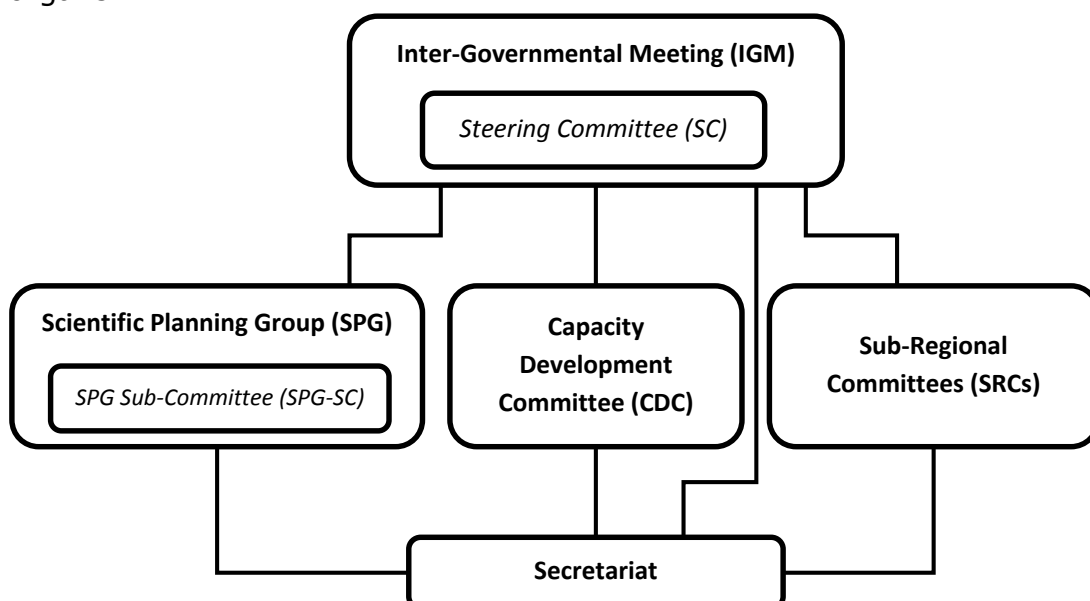 Inter-Governmental Meeting (IGM)
Steering Committee (SC)
Scientific Planning Group (SPG)
SPG Sub-Committee (SPG-SC)
Capacity
Development
Committee (CDC)
Sub-Regional
Committees (SRCs)
Secretariat